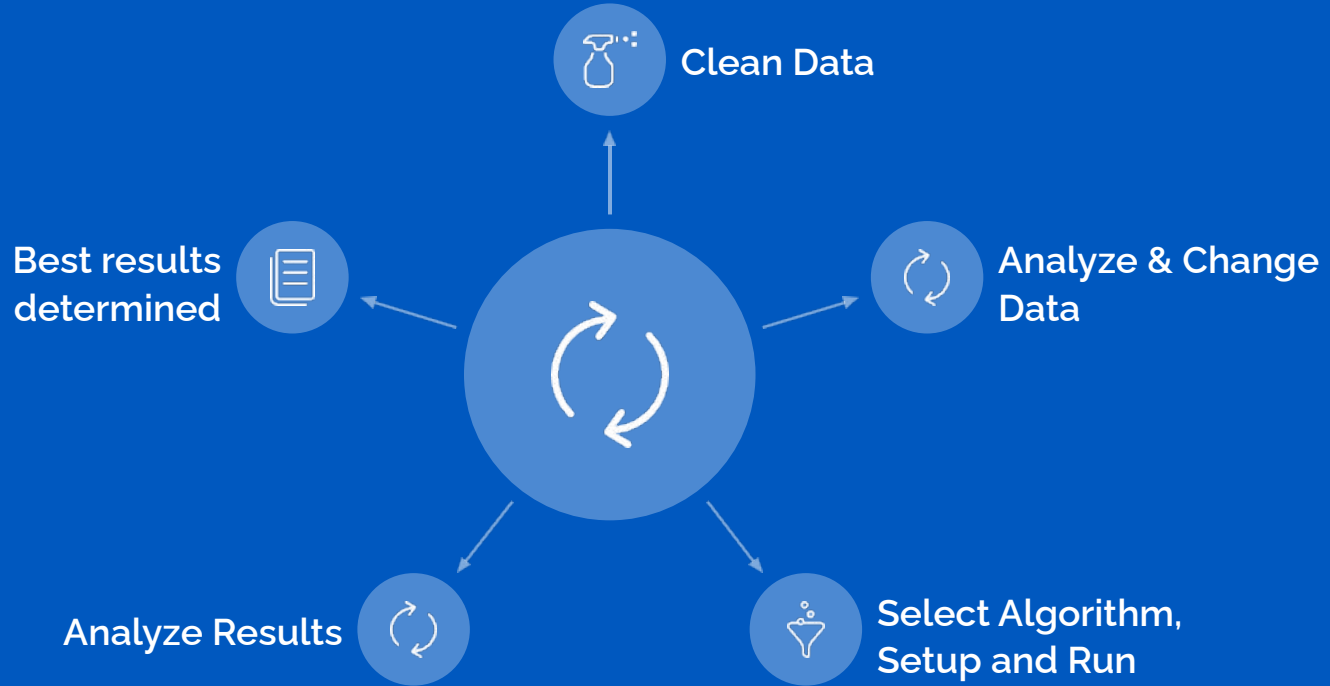 Clean Data
Best results
determined
Analyze & Change
Data
Analyze Results
Select Algorithm,
Setup and Run